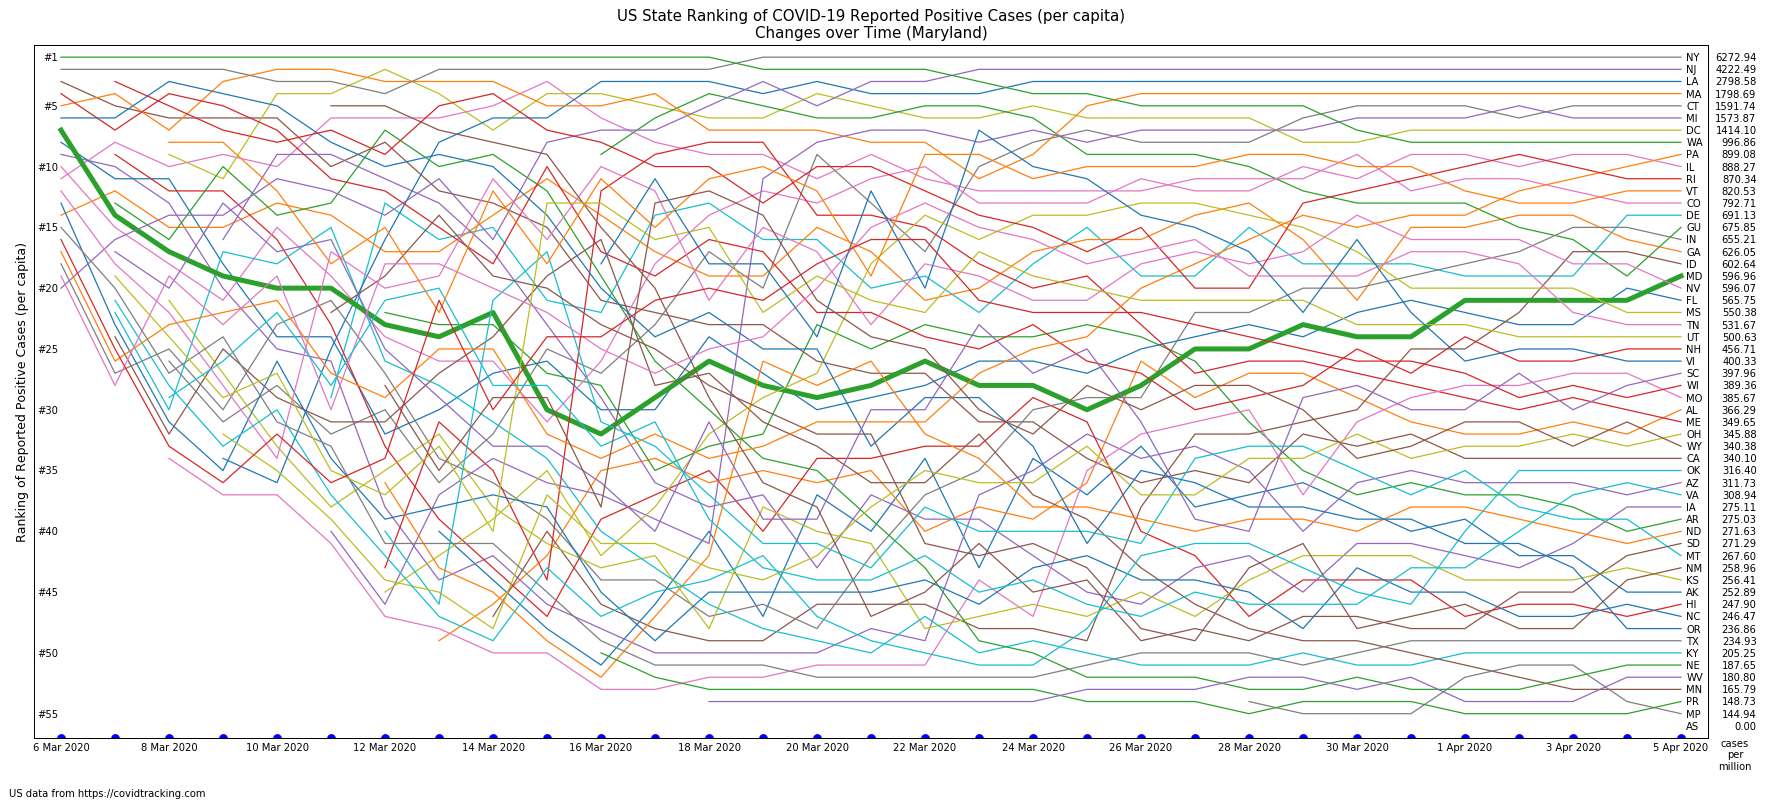 US State Ranking of COVID-19 Reported Positive Cases (per capita)
Changes over Time (Maryland)
Ranking of Reported Positive Cases (per capita)
#1
#5
#10
#15
#20
#25
#30
#35
#40
#45
#50
#55
NY 6272.94
NJ 4222.49
LA 2798.58
MA 1798.69
CT 1591.74
MI 1573.87
DC 1414.10
WA 996.86
PA 899.08
IL 888.27
RI 870.34
VT 820.53
CO 792.71
DE 691.13
GU 675.85
IN 655.21
GA 626.05
ID 602.64
MD 596.96
NV 596.07
FL 565.75
MS 550.38
TN 531.67
UT 500.63
NH 456.71
VI 400.33
SC 397.96
WI 389.36
MO 385.67
AL 366.29
ME 349.65
OH 345.88
WY 340.38
CA 340.10
OK 316.40
AZ 311.73
VA 308.94
IA 275.11
AR 275.03
ND 271.63
SD 271.29
MT 267.60
NM 258.96
KS 256.41
AK 252.89
HI 247.90
NC 246.47
OR 236.86
TX 234.93
KY 205.25
NE 187.65
WV 180.80
MN 165.79
PR 148.73
MP 144.94
AS 0.00
6 Mar 2020 8 Mar 2020 10 Mar 2020 12 Mar 2020 14 Mar 2020 16 Mar 2020 18 Mar 2020 20 Mar 2020 22 Mar 2020 24 Mar 2020 26 Mar 2020 28 Mar 2020 30 Mar 2020 1 Apr 2020 3 Apr 2020 5 Apr 2020
cases
per
million
US data from https://covidtracking.com